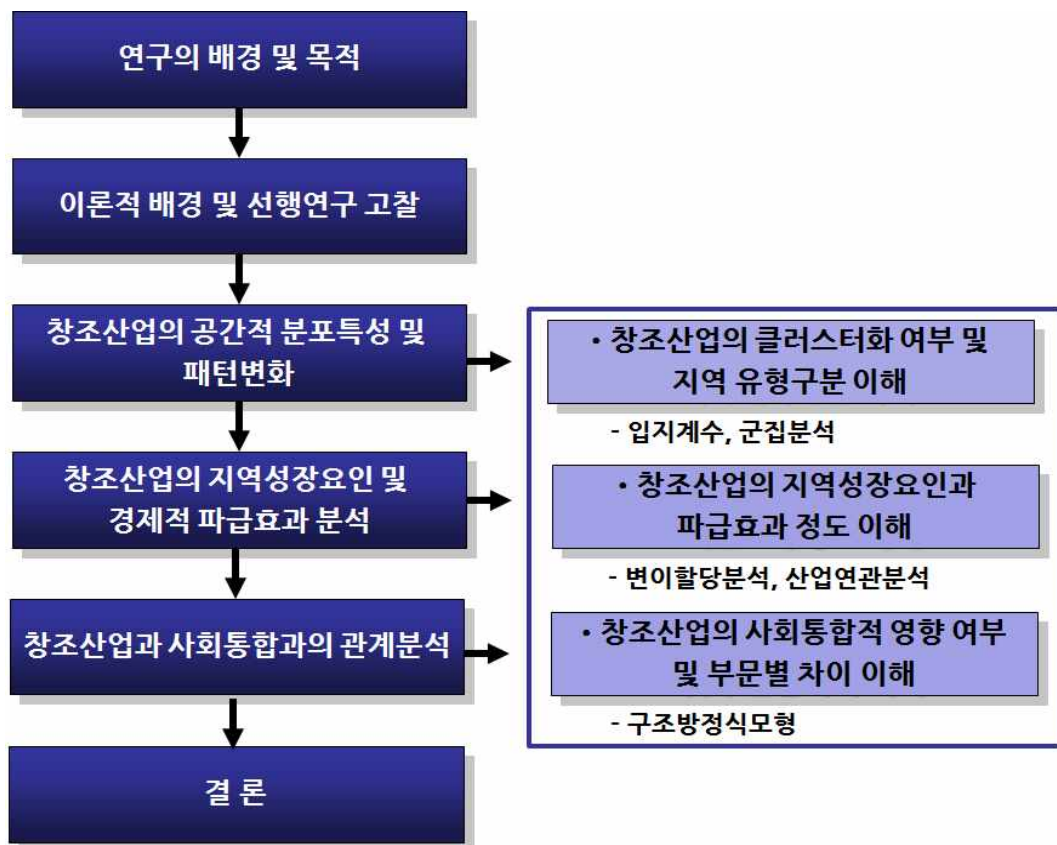 연구의 배경 및 목적
이론적 배경 및 선행연구 고찰
창조산업의 공간적 분포특성 및
패턴변화
• 창조산업의 클러스터화 여부 및
지역 유형구분 이해
- 입지계수, 군집분석
창조산업의 지역성장요인 및
경제적 파급효과 분석
• 창조산업의 지역성장요인과
파급효과 정도 이해
- 변이할당분석, 산업연관분석
창조산업과 사회통합과의 관계분석
• 창조산업의 사회통합적 영향 여부
및 부문별 차이 이해
- 구조방정식모형
결 론